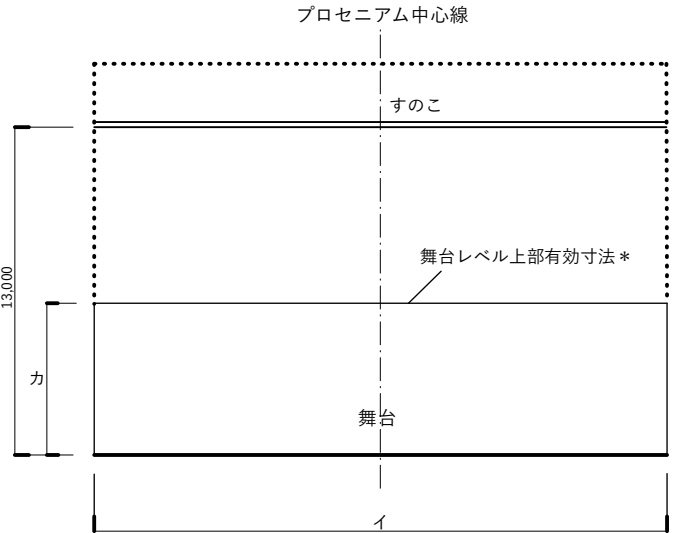 プロセニアム中心線
すのこ
舞台レベル上部有効寸法＊
13,000
カ
舞台
イ